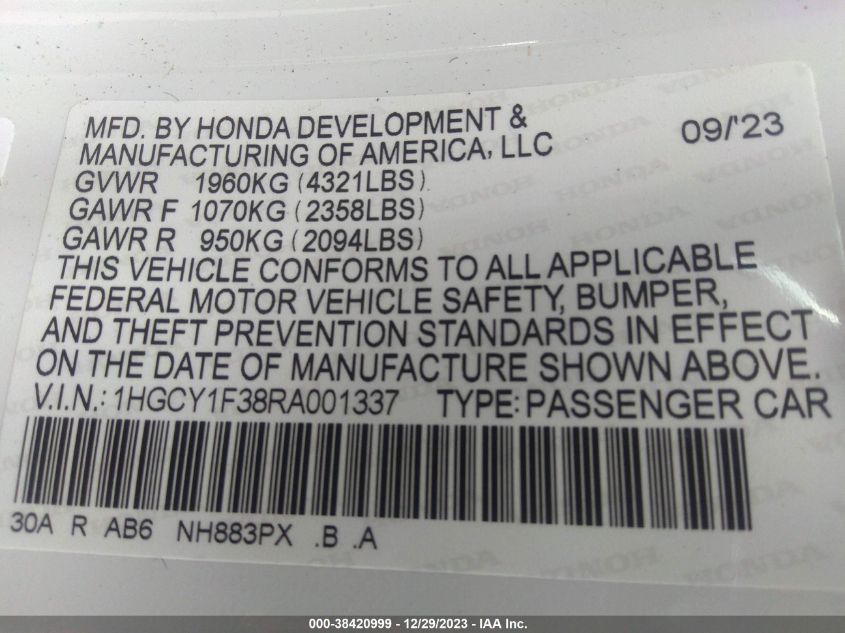 MFD. BY HONDA DEVELOPMENT & 09/'23
MANUFACTURING OF AMERICA, LLC
GVWR 1960KG (4321LBS)
GAWR F 1070KG (2358LBS)
GAWR R 950KG (2094LBS)
THIS VEHICLE CONFORMS TO ALL APPLICABLE
FEDERAL MOTOR VEHICLE SAFETY, BUMPER,
AND THEFT PREVENTION STANDARDS IN EFFECT
ON THE DATE OF MANUFACTURE SHOWN ABOVE.
V.I.N.: 1HGCY1F38RA001337 TYPE: PASSENGER CAR
30A R AB6 NH883PX .B .A
000-38420999 - 12/29/2023 - IAA Inc.